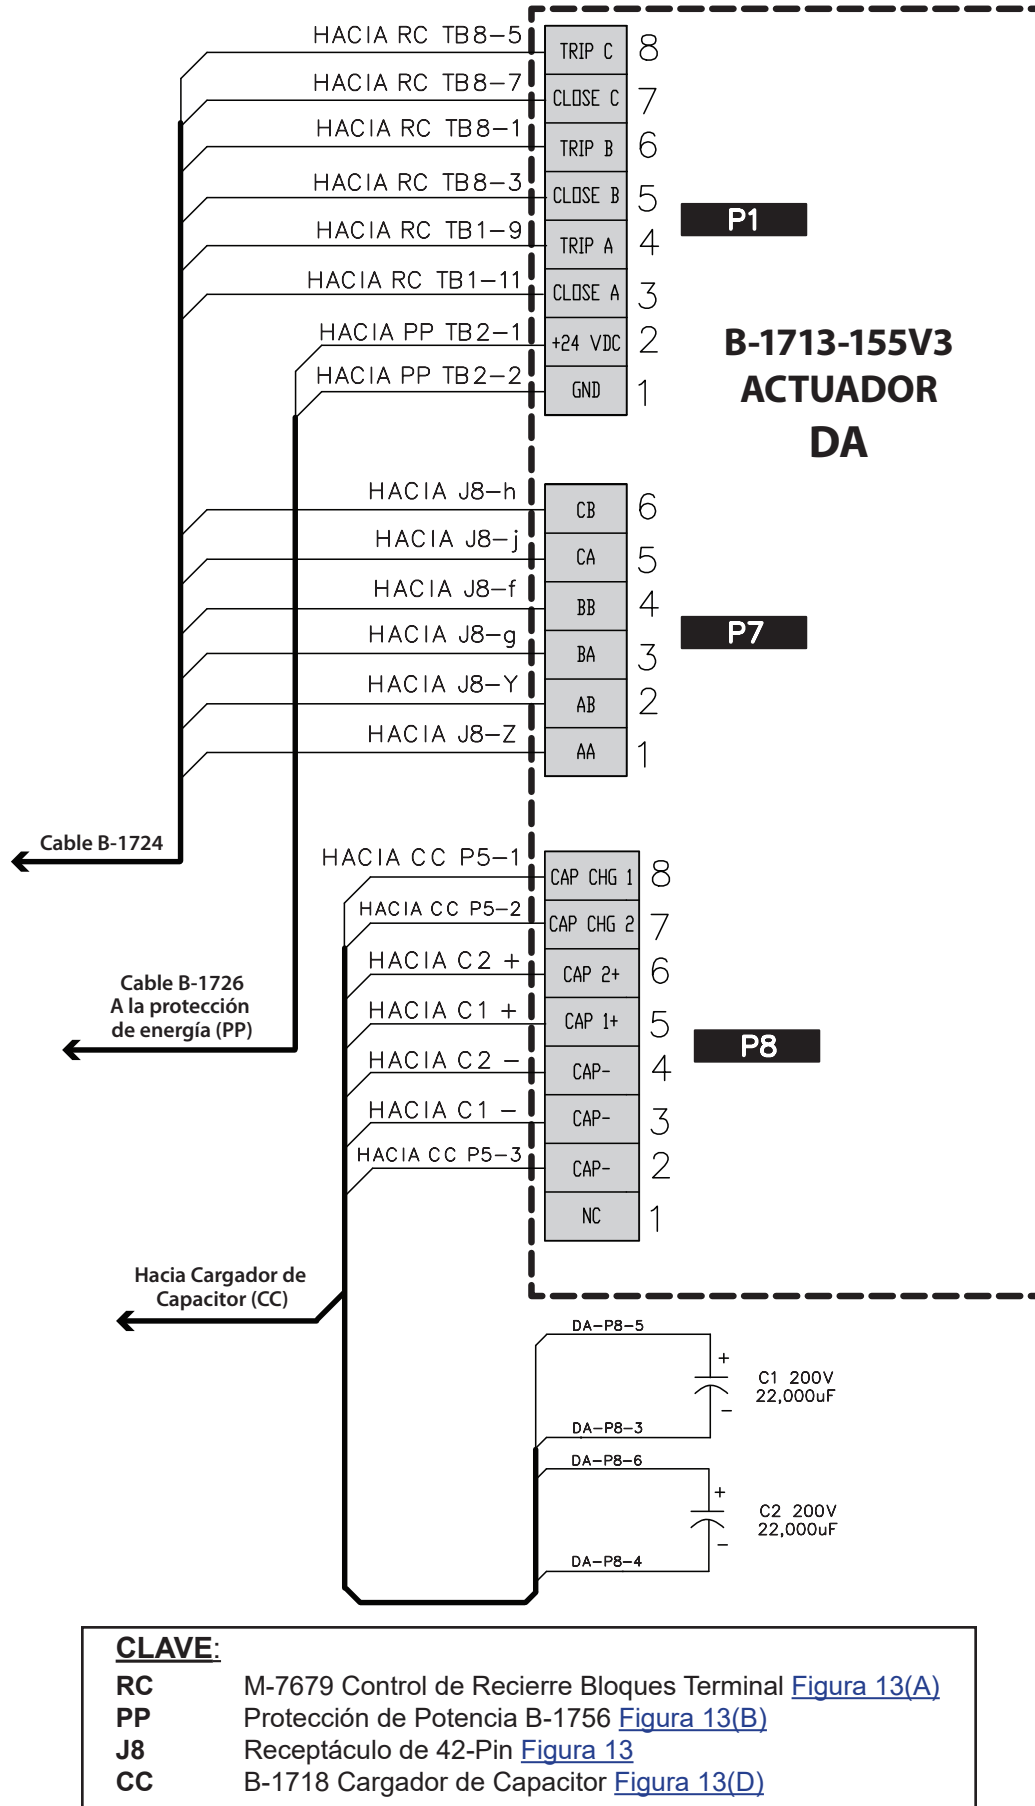 HACIA RC TB8-5 TRIP C 8
HACIA RC TB8-7 CLOSE C 7
HACIA RC TB8-1 TRIP B 6
HACIA RC TB8-3 CLOSE B 5
P1
HACIA RC TB1-9 TRIP A 4
HACIA RC TB1-11 CLOSE A 3
HACIA PP TB2-1 +24 VDC 2
HACIA PP TB2-2 GND 1
B-1713-155V3
ACTUADOR
DA
HACIA J8-h CB 6
HACIA J8-j CA 5
HACIA J8-f BB 4
P7
HACIA J8-g BA 3
HACIA J8-Y AB 2
HACIA J8-Z AA 1
Cable B-1724
HACIA CC P5-1 CAP CHG 1 8
HACIA CC P5-2 CAP CHG 2 7
HACIA C2 + CAP 2+ 6
HACIA C1 + CAP 1+ 5
P8
HACIA C2 - CAP- 4
HACIA C1 - CAP- 3
HACIA CC P5-3 CAP- 2
NC 1
Cable B-1726
A la protección
de energía (PP)
Hacia Cargador de
Capacitor (CC)
DA-P8-5
+
C1 200V
22,000uF
-
DA-P8-3
DA-P8-6
+
C2 200V
22,000uF
-
DA-P8-4
CLAVE:
RC M-7679 Control de Recierre Bloques Terminal Figura 13(A)
PP Protección de Potencia B-1756 Figura 13(B)
J8 Receptáculo de 42-Pin Figura 13
CC B-1718 Cargador de Capacitor Figura 13(D)